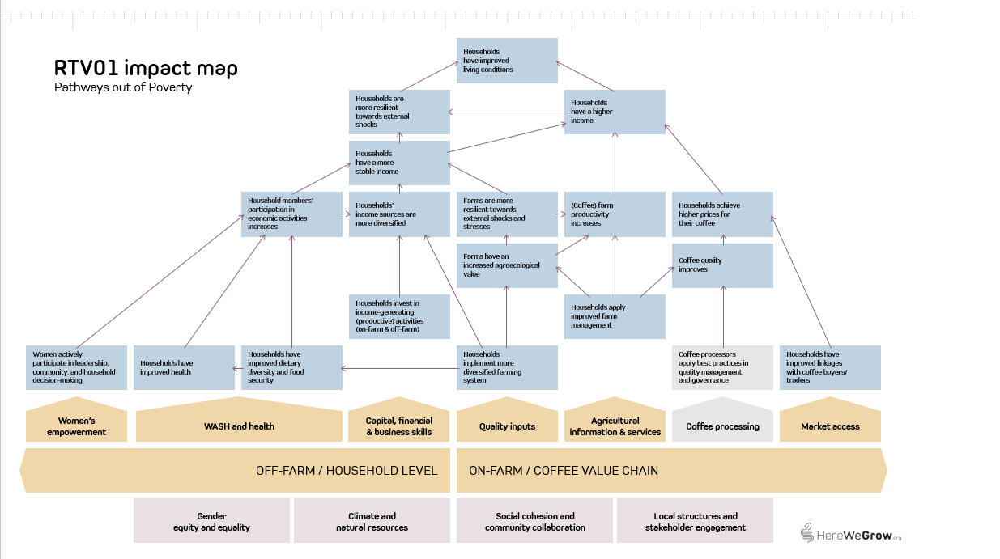 RTV01 impact map
Pathways out of Poverty
Households
have improved
living conditions
Households are
more resilient
towards external
shocks
Households
have a higher
income
Households
have a more
stable income
Household members'
participation in
economic activities
increases
Households'
income sources are
more diversified
Farms are more
resilient towards
external shocks and
stresses
(Coffee) farm
productivity
increases
Households achieve
higher prices for
their coffee
Farms have an
increased agroecological
value
Coffee quality
improves
Households invest in
income-generating
(productive) activities
(on-farm & off-farm)
Households apply
improved farm
management
Women actively
participate in leadership,
community, and household
decision-making
Households have
improved health
Households have
improved dietary
diversity and food
security
Households
implement more
diversified farming
system
Coffee processors
apply best practices in
quality management
and governance
Households have
improved linkages
with coffee buyers/
traders
Women's
empowerment
WASH and health
Capital, financial
& business skills
Quality inputs
Agricultural
information & services
Coffee processing
Market access
OFF-FARM / HOUSEHOLD LEVEL
ON-FARM / COFFEE VALUE CHAIN
Gender
equity and equality
Climate and
natural resources
Social cohesion and
community collaboration
Local structures and
stakeholder engagement
HereWeGrow.org